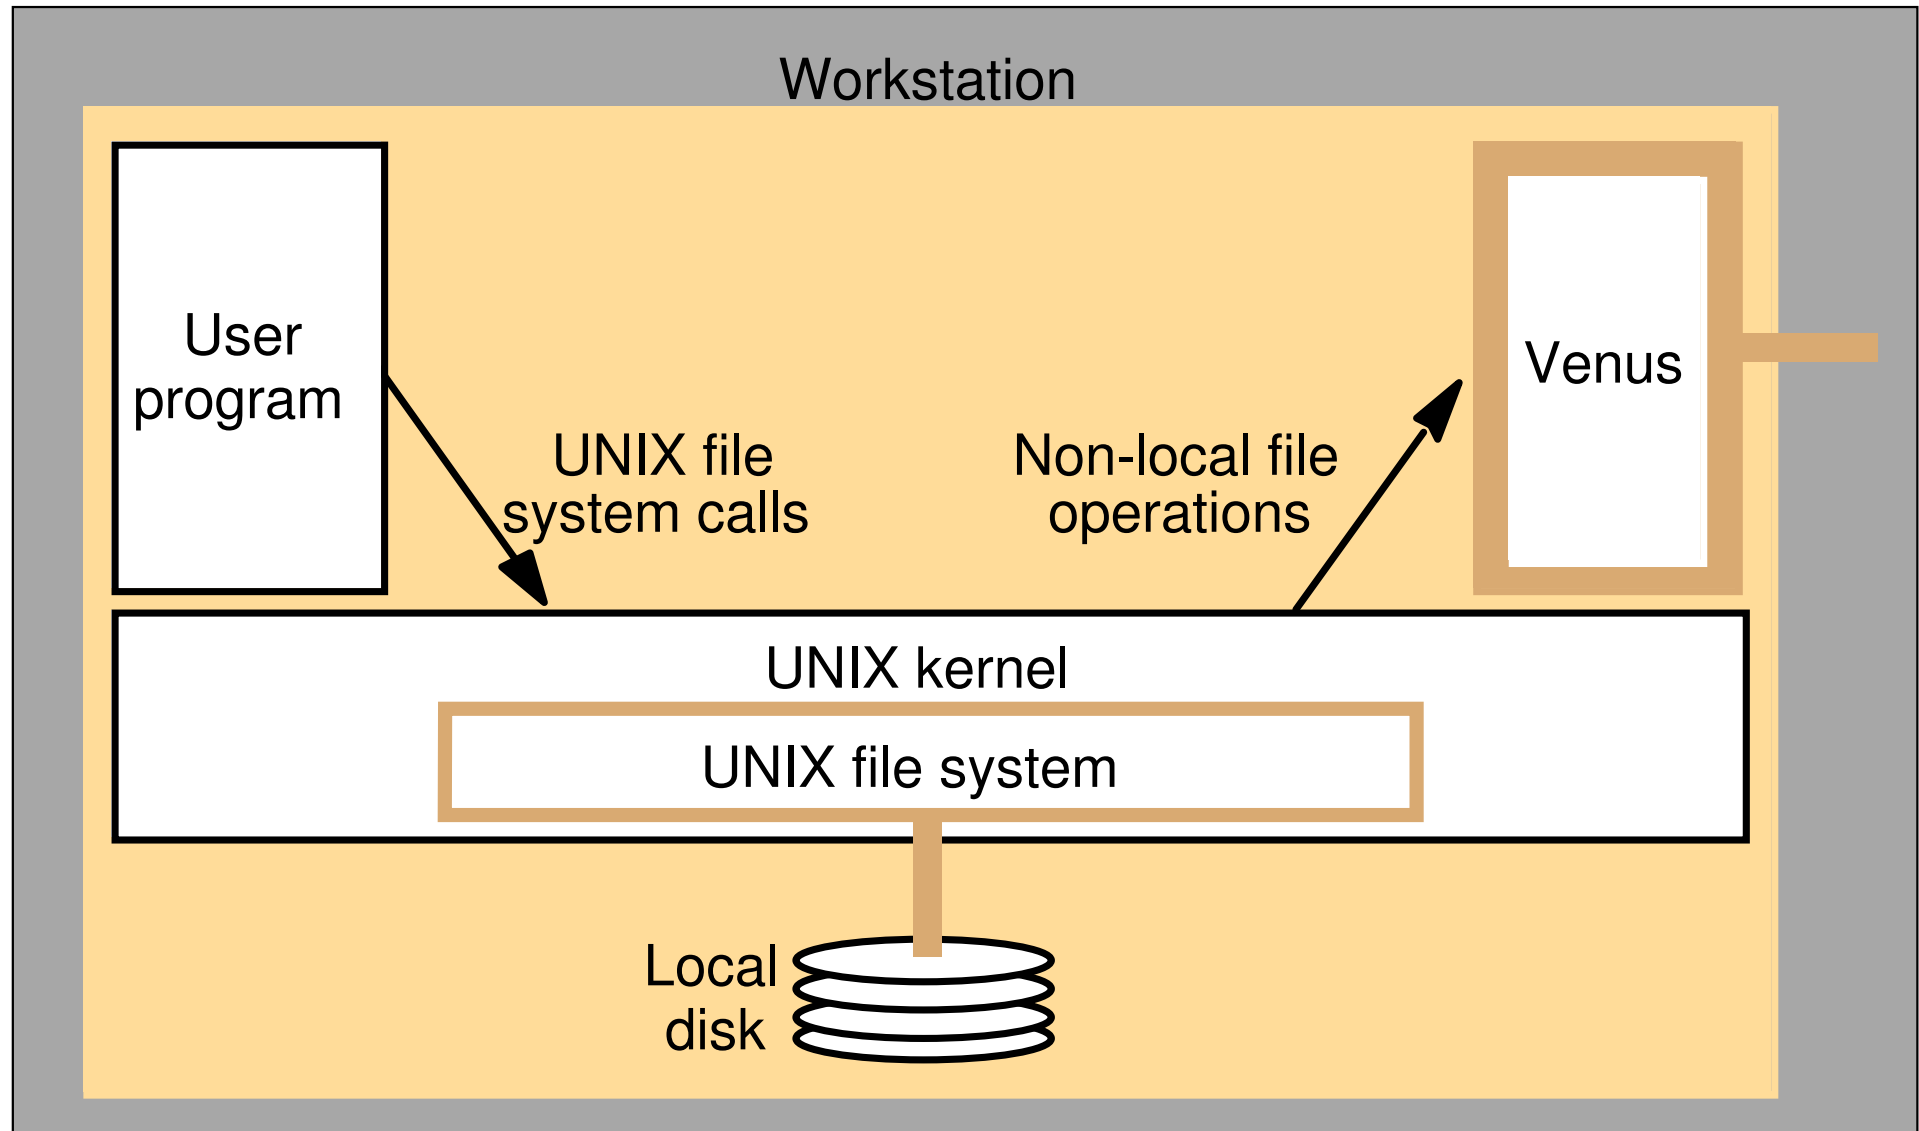 Workstation
User
program
Venus
UNIX file
system calls
Non-local file
operations
UNIX kernel
UNIX file system
Local
disk